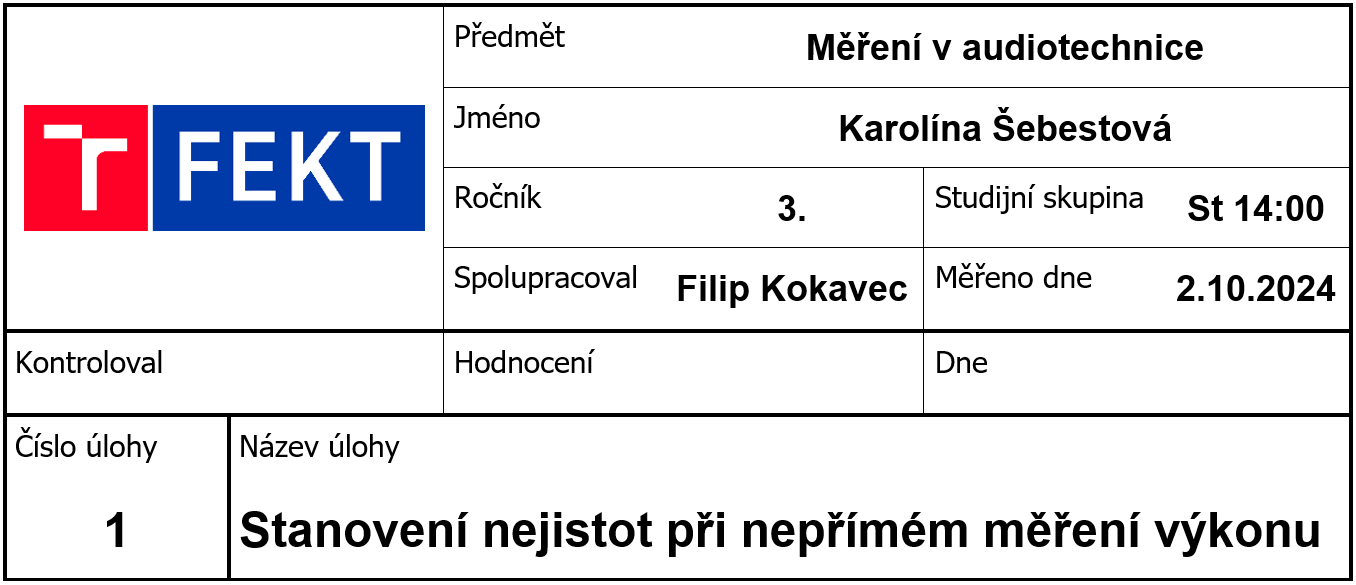 FEKT
Předmět
Měření v audiotechnice
Jméno
Karolína Šebestová
Ročník
3.
Studijní skupina
St 14:00
Spolupracoval
Filip Kokavec
Měřeno dne
2.10.2024
Kontroloval
Hodnocení
Dne
Číslo úlohy
1
Název úlohy
Stanovení nejistot při nepřímém měření výkonu